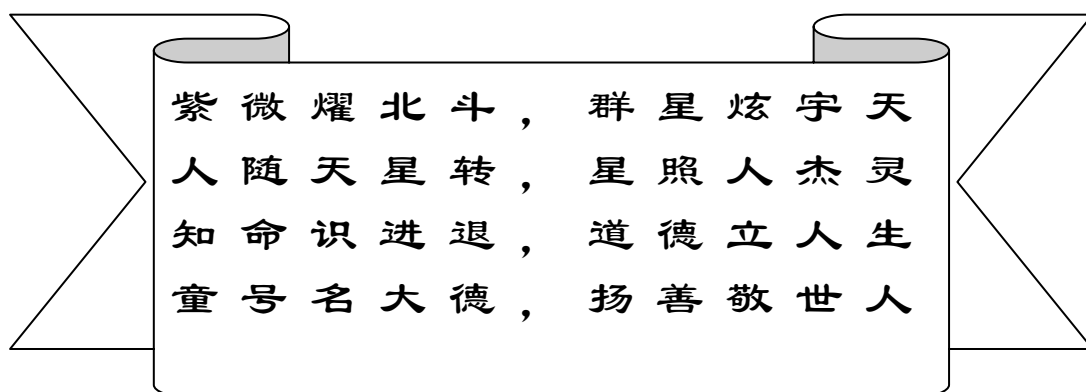 紫微燿北斗，群星炫宇天
人随天星转，星照人杰灵
知命识进退，道德立人生
童号名大德，扬善敬世人